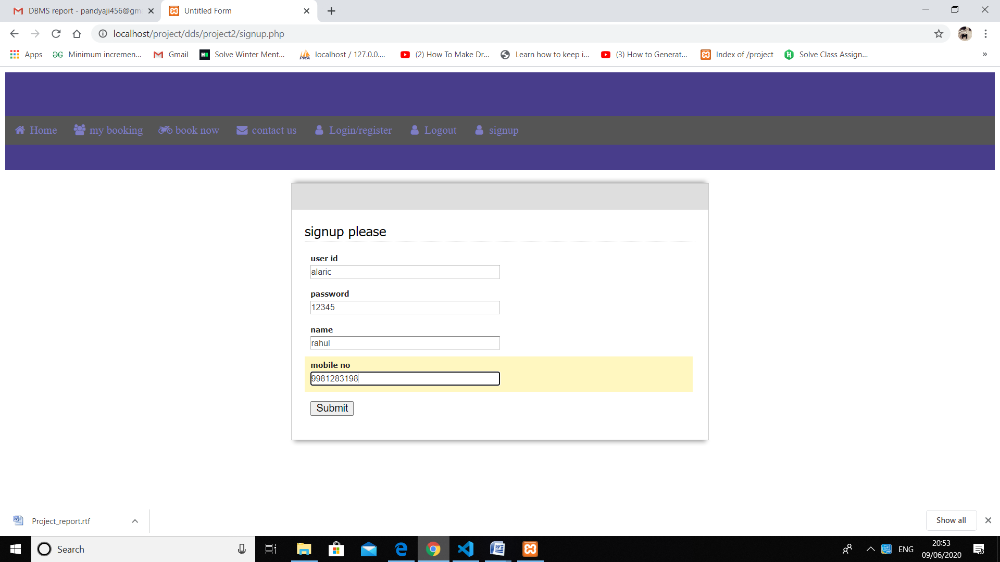 DBMS report - pandyaji456@gm
Untitled Form
localhost/project/dds/project2/signup.php
Apps
Minimum incremen...
Gmail
Solve Winter Ment...
localhost / 127.0.0....
(2) How To Make Dr...
Learn how to keep i...
(3) How to Generat...
Index of /project
Solve Class Assign...
»
Home
my booking
book now
contact us
Login/register
Logout
signup
signup please
user id
alaric
password
12345
name
rahul
mobile no
9981283198
Submit
Project_report.rtf
Show all
Search
ENG
20:53
09/06/2020